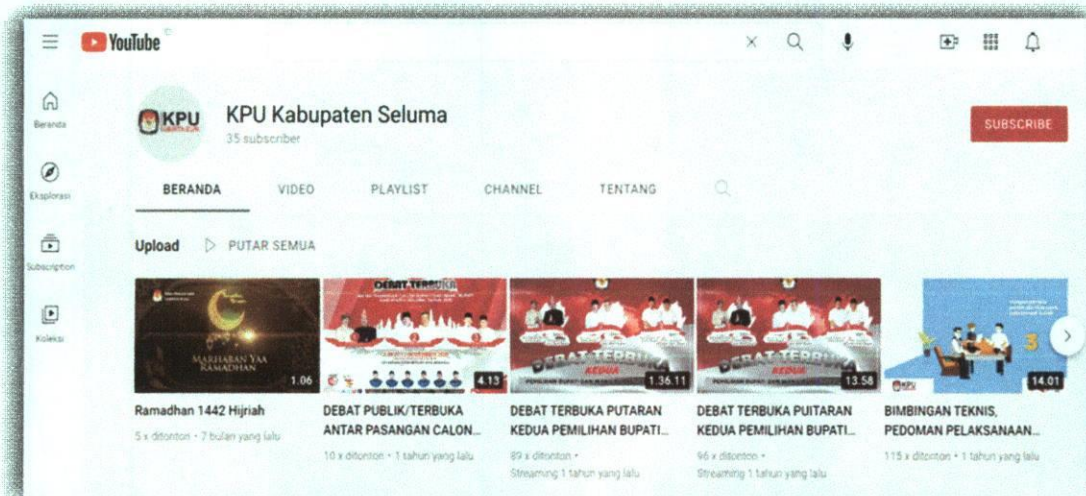 YouTube
ID
KPU Kabupaten Seluma
35 subscriber
SUBSCRIBE
Beranda
Eksplorasi
Subscription
Koleksi
BERANDA VIDEO PLAYLIST CHANNEL TENTANG
Upload PUTAR SEMUA
KPU
MARHABAN YAA
RAMADHAN
1.06
Ramadhan 1442 Hijriah
5 x ditonton • 7 bulan yang lalu
DEBAT TERBUKA
4.13
DEBAT PUBLIK/TERBUKA
ANTAR PASANGAN CALON...
10 x ditonton • 1 tahun yang lalu
DEBAT TERBUKA
KEDUA
1.36.11
DEBAT TERBUKA PUTARAN
KEDUA PEMILIHAN BUPATI...
89 x ditonton •
Streaming 1 tahun yang lalu
DEBAT TERBUKA
KEDUA
13.58
DEBAT TERBUKA PUITARAN
KEDUA PEMILIHAN BUPATI...
96 x ditonton •
Streaming 1 tahun yang lalu
3
KPU
14.01
BIMBINGAN TEKNIS,
PEDOMAN PELAKSANAAN...
115 x ditonton • 1 tahun yang lalu